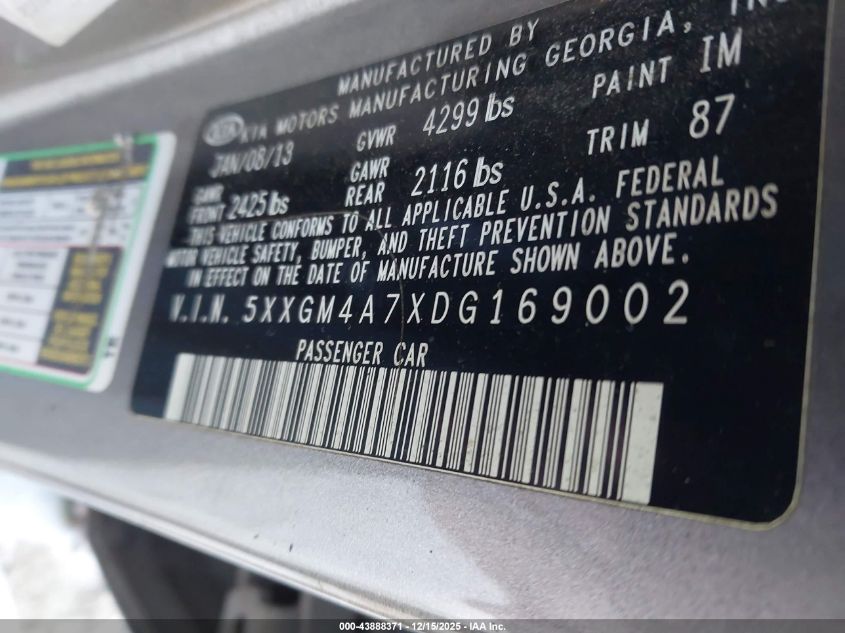 MANUFACTURED BY
KIA MOTORS MANUFACTURING GEORGIA, INC
JAN/08/13 GVWR 4299 lbs PAINT IM
GAWR FRONT 2425 lbs GAWR REAR 2116 lbs TRIM 87
THIS VEHICLE CONFORMS TO ALL APPLICABLE U.S.A. FEDERAL
MOTOR VEHICLE SAFETY, BUMPER, AND THEFT PREVENTION STANDARDS
IN EFFECT ON THE DATE OF MANUFACTURE SHOWN ABOVE.
V.I.N. 5XXGM4A7XDG169002
PASSENGER CAR
000-43888371 - 12/15/2025 - © IAA Inc.